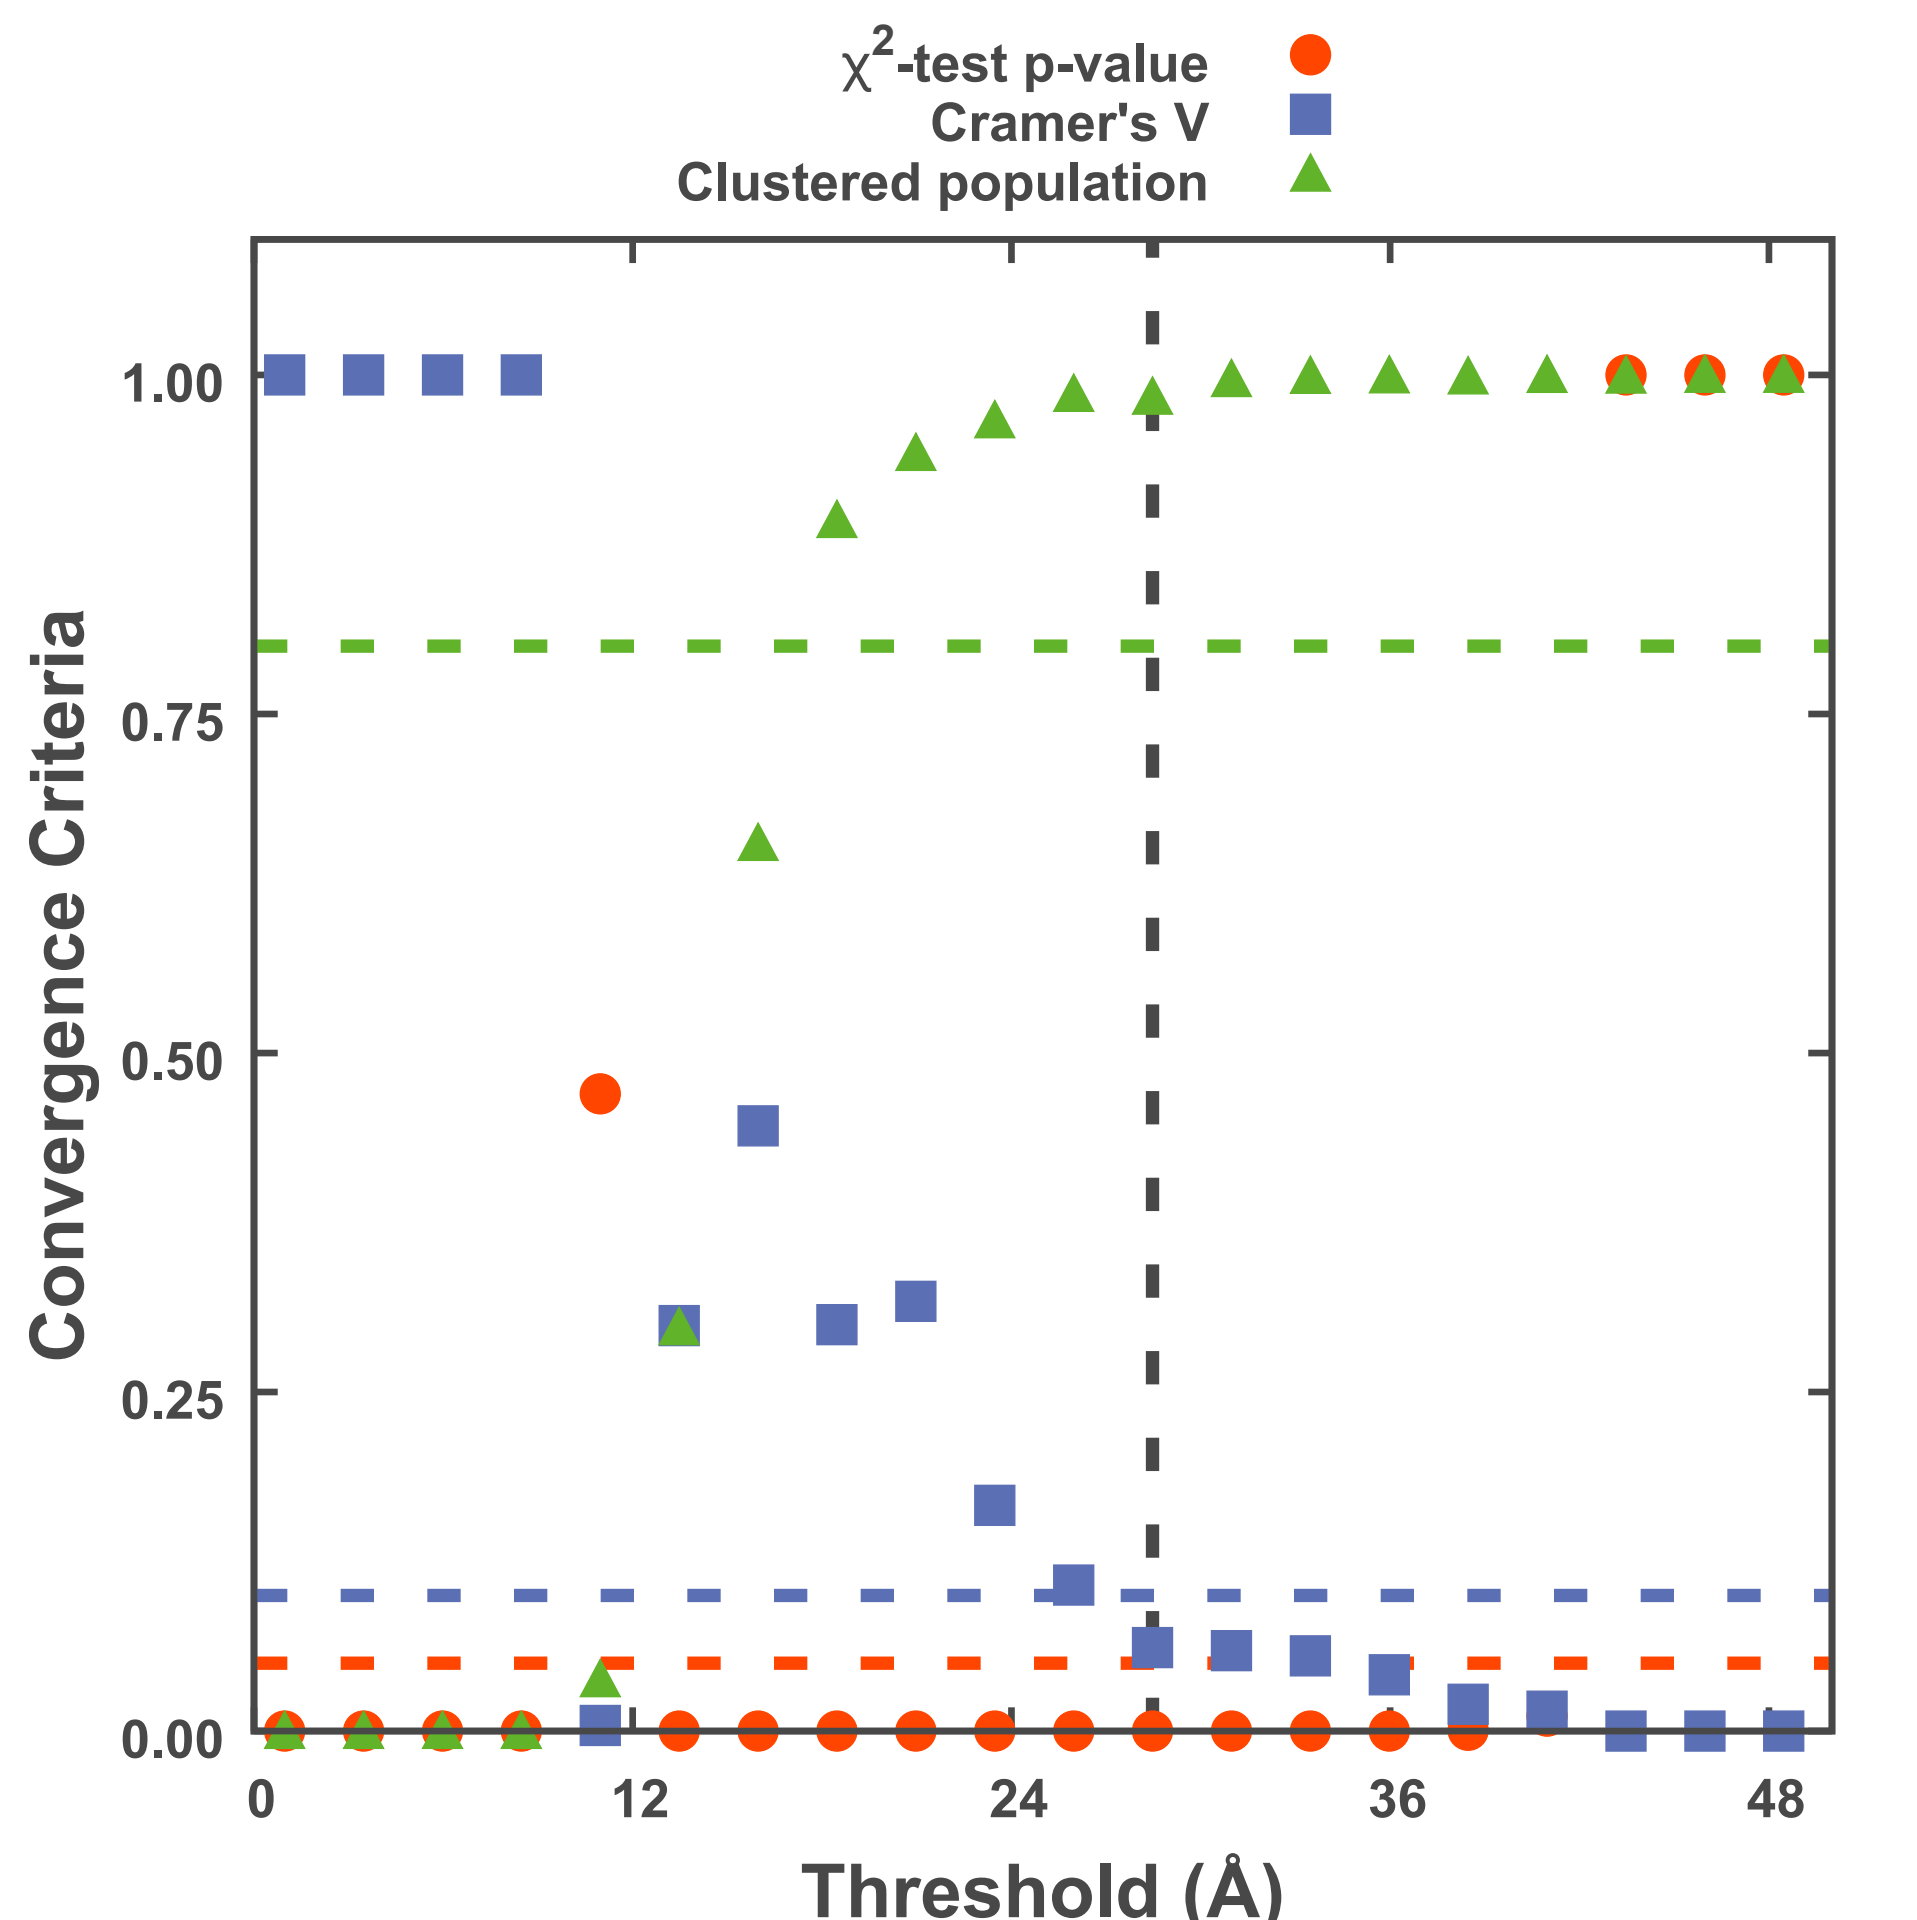 χ²-test p-value
Cramer's V
Clustered population
Convergence Criteria
1.00
0.75
0.50
0.25
0.00
0 12 24 36 48
Threshold (Å)